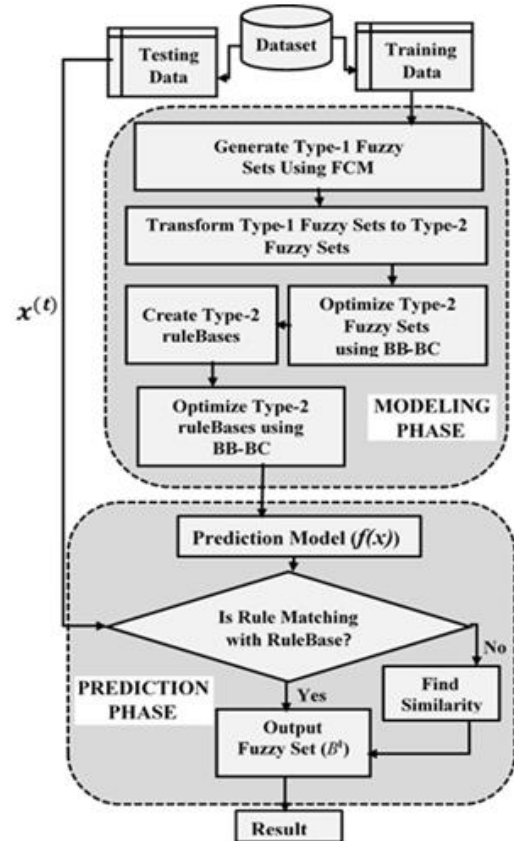 Testing
Data
Dataset
Training
Data
Generate Type-1 Fuzzy
Sets Using FCM
Transform Type-1 Fuzzy Sets to Type-2
Fuzzy Sets
x(t)
Create Type-2
ruleBases
Optimize Type-2
Fuzzy Sets
using BB-BC
Optimize Type-2
ruleBases using
BB-BC
MODELING
PHASE
Prediction Model (f(x))
Is Rule Matching
with RuleBase?
No
Yes
PREDICTION
PHASE
Find
Similarity
Output
Fuzzy Set
Result